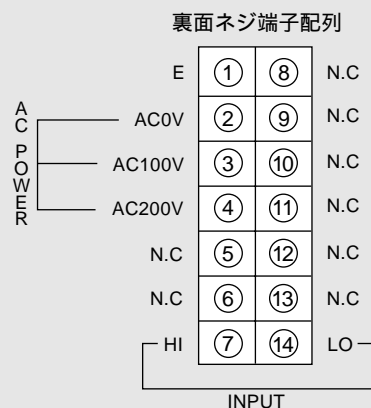 裏面ネジ端子配列
E ① ⑧ N.C
AC0V ② ⑨ N.C
AC100V ③ ⑩ N.C
AC200V ④ ⑪ N.C
N.C ⑤ ⑫ N.C
N.C ⑥ ⑬ N.C
HI ⑦ ⑭ LO
AC POWER
INPUT